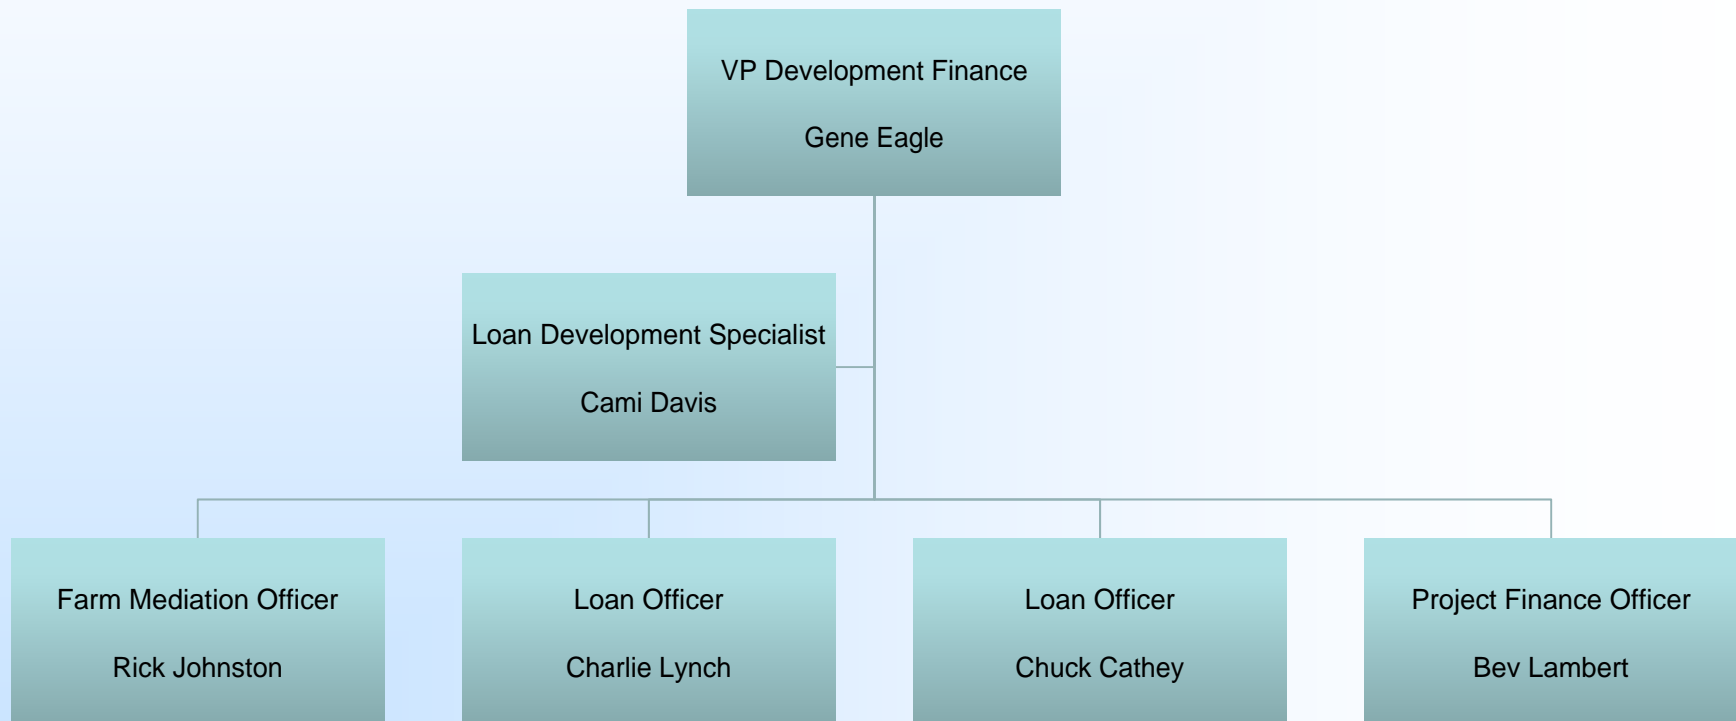 VP Development Finance
Gene Eagle
Loan Development Specialist
Cami Davis
Farm Mediation Officer
Rick Johnston
Loan Officer
Charlie Lynch
Loan Officer
Chuck Cathey
Project Finance Officer
Bev Lambert